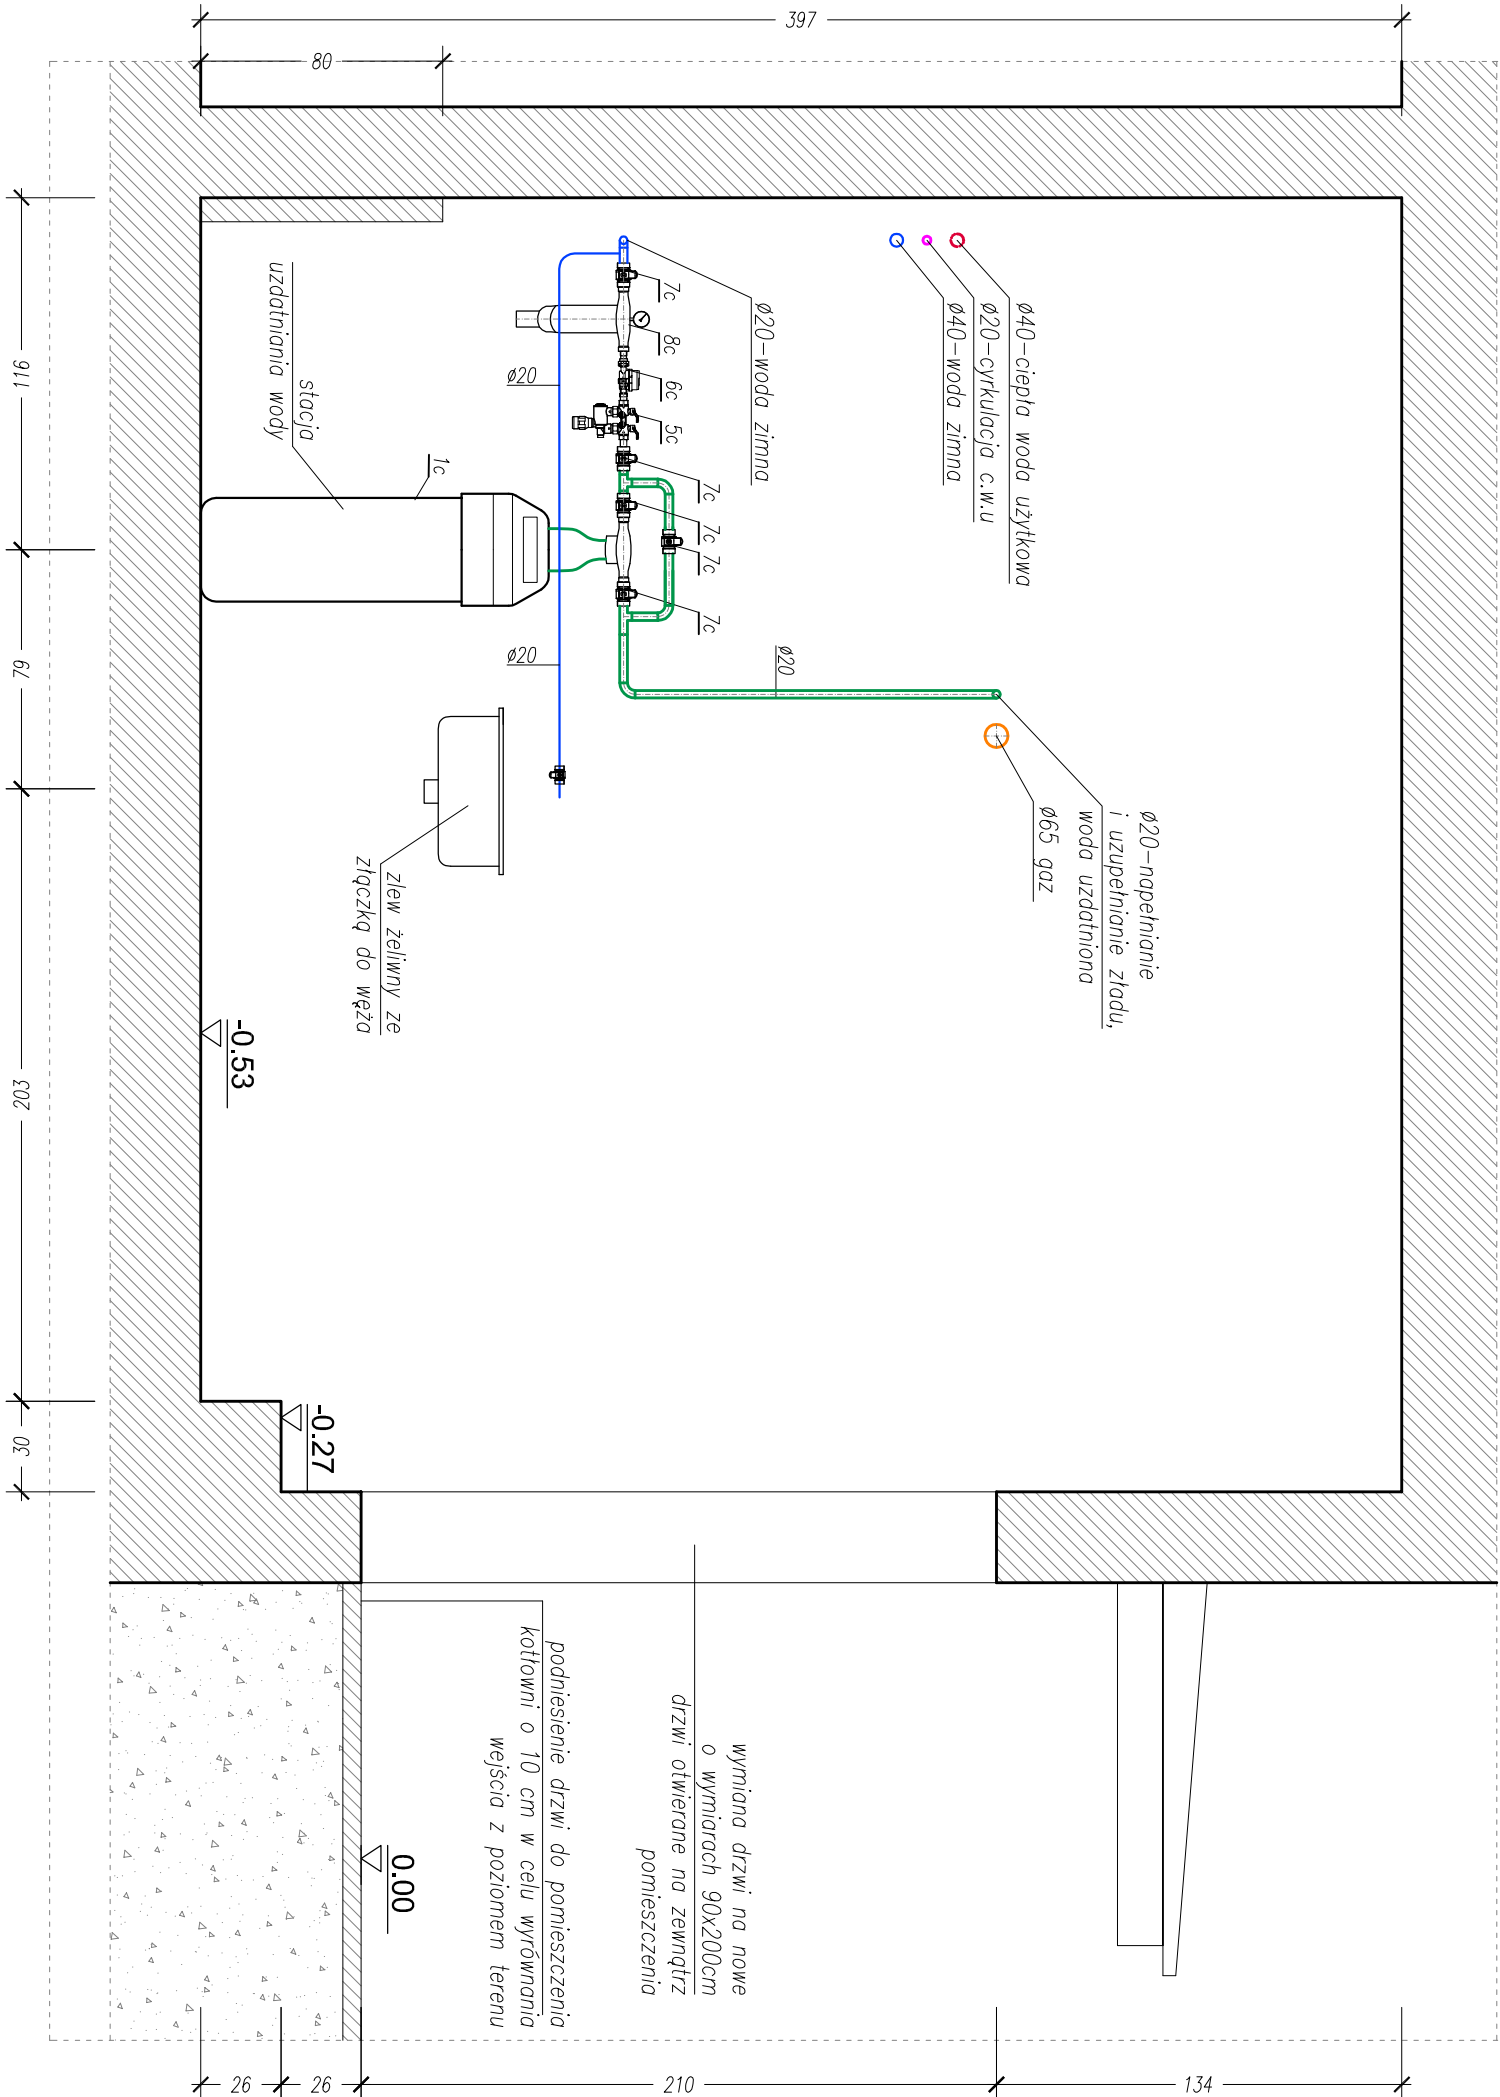 397
80
Ø40-ciepła woda użytkowa
Ø20-cyrkulacja c.w.u
Ø40-woda zimna
Ø20-woda zimna
7c
8c
6c
5c
7c
7c
7c
7c
Ø20
Ø20
Ø20
1c
stacja
uzdatniania wody
Ø20-napełnianie
i uzupełnianie zładu,
woda uzdatniona
Ø65 gaz
zlew żeliwny ze
złączką do węża
-0.53
-0.27
0.00
wymiana drzwi na nowe
o wymiarach 90x200cm
drzwi otwierane na zewnątrz
pomieszczenia
podniesienie drzwi do pomieszczenia
kotłowni o 10 cm w celu wyrównania
wejścia z poziomem terenu
116
79
203
30
26
26
210
134